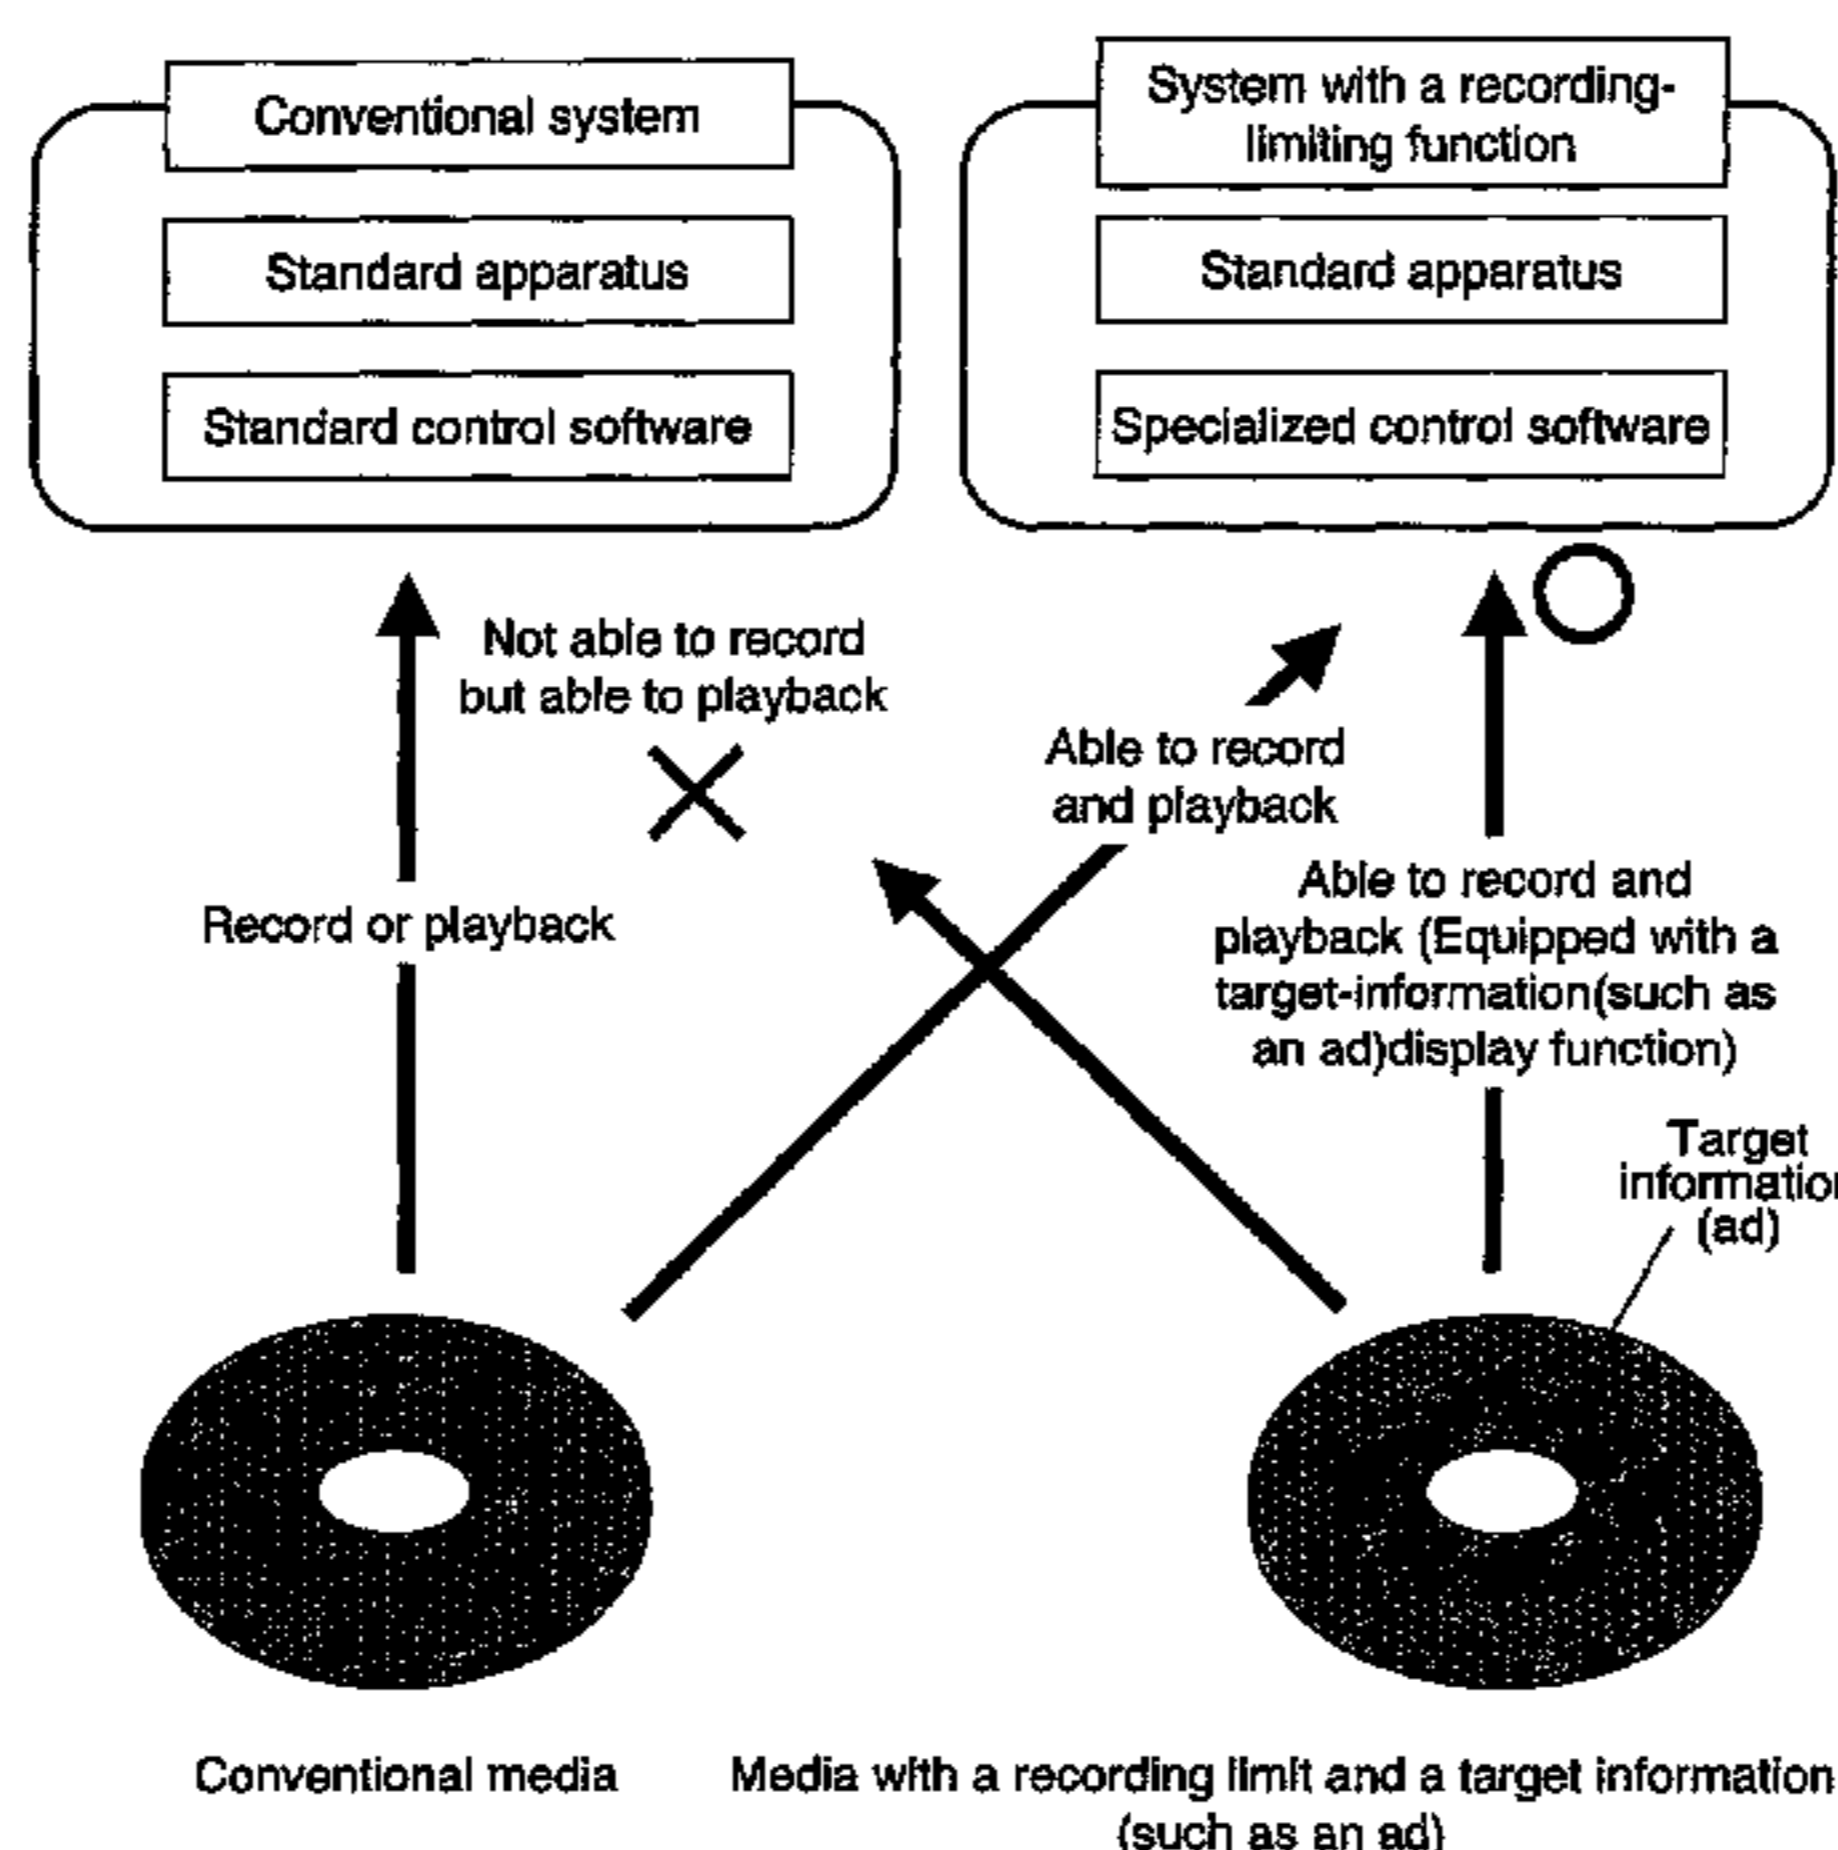 Conventional system
Standard apparatus
Standard control software
System with a recording-
limiting function
Standard apparatus
Specialized control software
Not able to record
but able to playback
Record or playback
Able to record
and playback
Able to record and
playback (Equipped with a
target-information(such as
an ad)display function)
Target
information
(ad)
Conventional media
Media with a recording limit and a target information
(such as an ad)